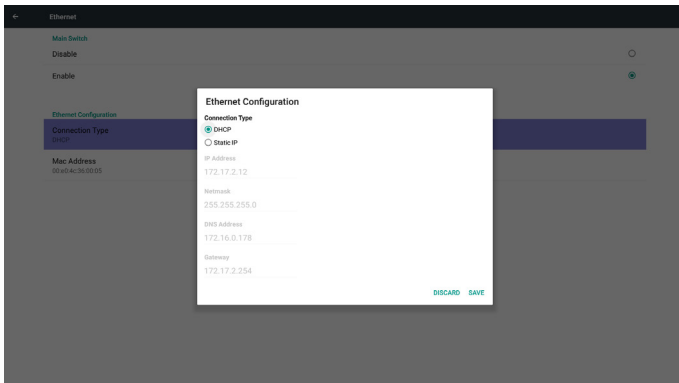 Ethernet
Main Switch
Disable
Enable
Ethernet Configuration
Connection Type
DHCP
Mac Address
00:e0:4c:36:00:05
Ethernet Configuration
Connection Type
DHCP
Static IP
IP Address
172.17.2.12
Netmask
255.255.255.0
DNS Address
172.16.0.178
Gateway
172.17.2.254
DISCARD SAVE